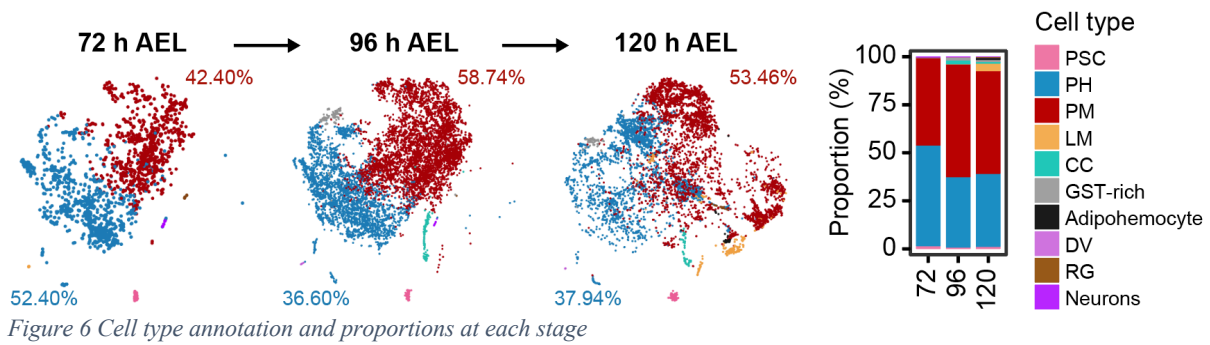 72 h AEL
96 h AEL
120 h AEL
42.40%
58.74%
53.46%
52.40%
36.60%
37.94%
Figure 6 Cell type annotation and proportions at each stage
Proportion (%)
100
75
50
25
0
72
96
120
Cell type
PSC
PH
PM
LM
CC
GST-rich
Adipohemocyte
DV
RG
Neurons